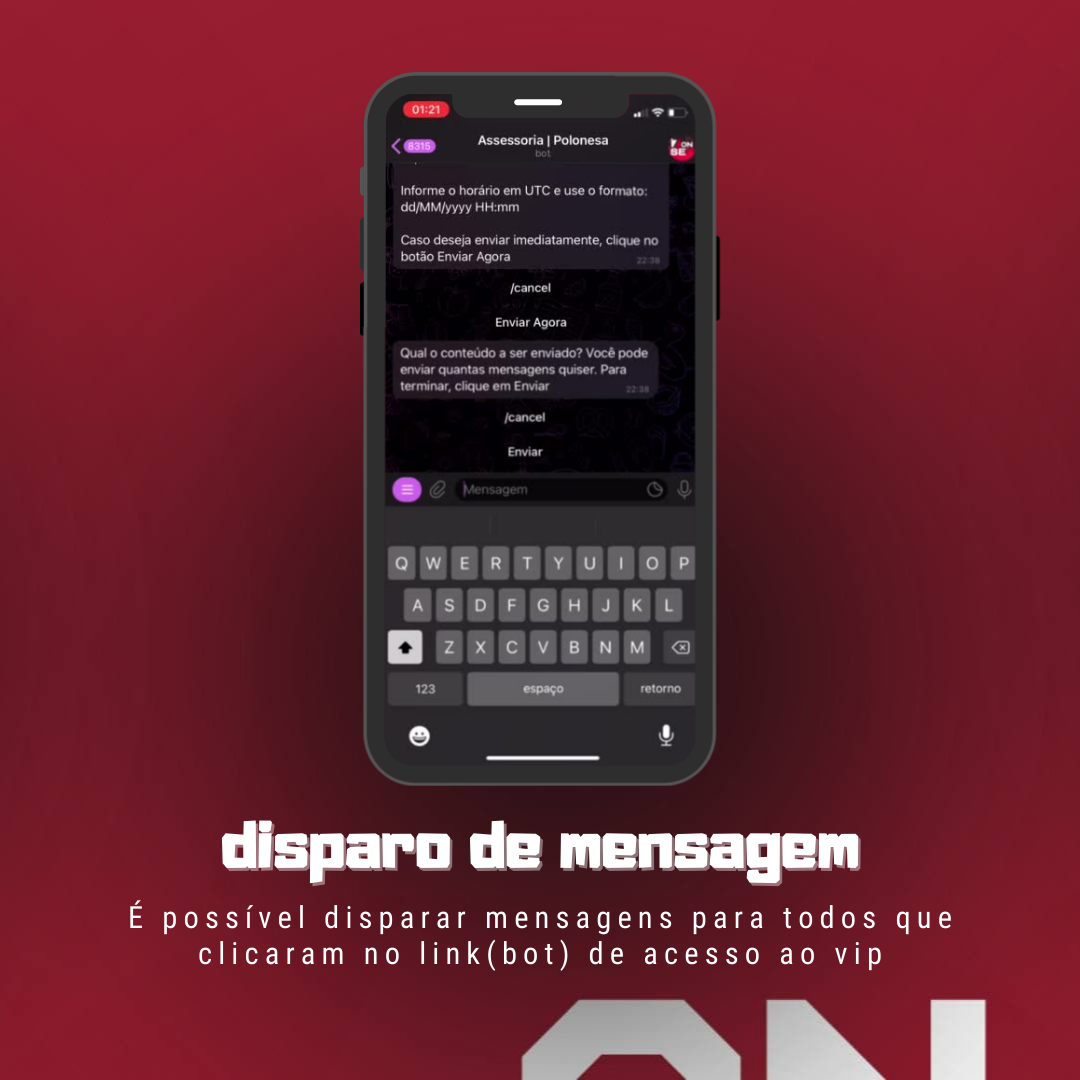 01:21
8315
Assessoria | Polonesa
bot
Informe o horário em UTC e use o formato:
dd/MM/yyyy HH:mm
Caso deseja enviar imediatamente, clique no
botão Enviar Agora
22:38
/cancel
Enviar Agora
Qual o conteúdo a ser enviado? Você pode
enviar quantas mensagens quiser. Para
terminar, clique em Enviar
22:38
/cancel
Enviar
Mensagem
Q W E R T Y U I O P
A S D F G H J K L
Z X C V B N M
123 espaço retorno
disparo de mensagem
É possível disparar mensagens para todos que
clicaram no link(bot) de acesso ao vip
ON